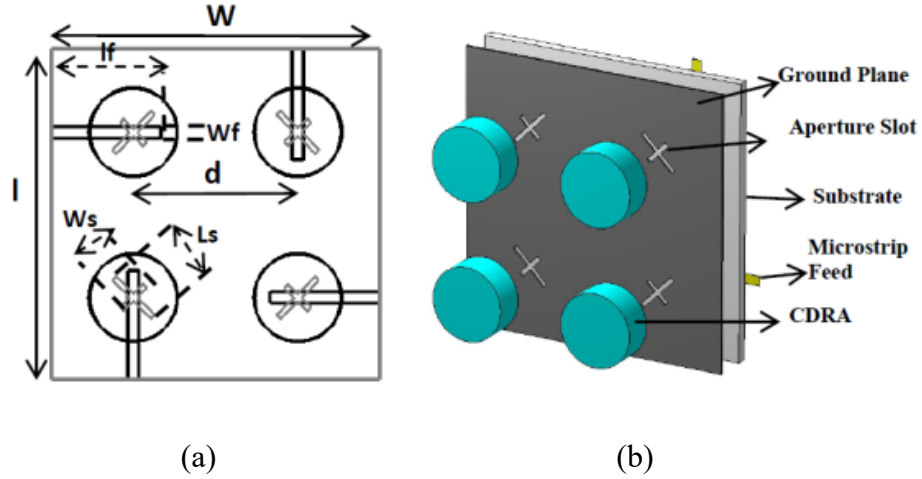 W
lf
Wf
d
l
Ws
Ls
Ground Plane
Aperture Slot
Substrate
Microstrip
Feed
CDRA
(a)
(b)